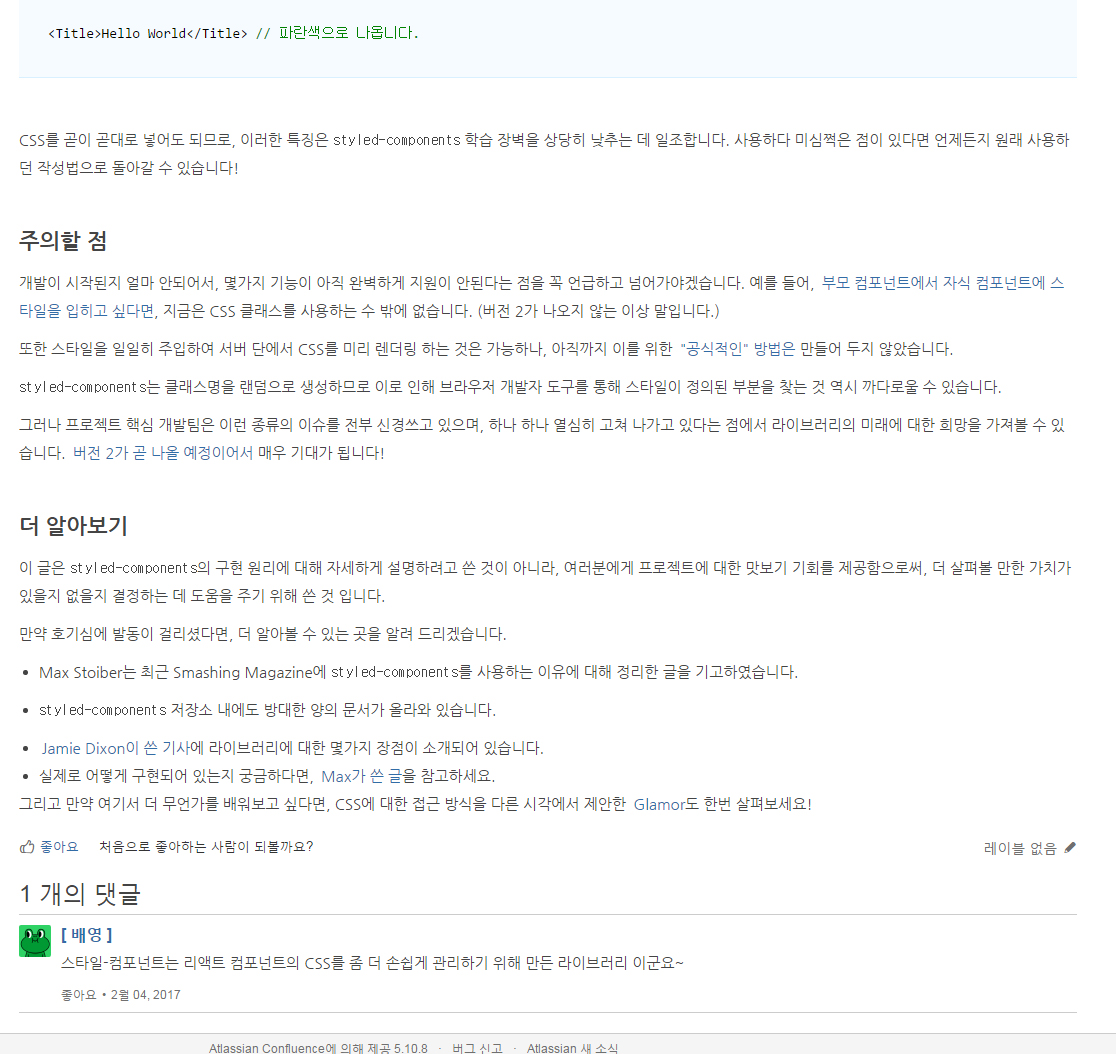 <Title>Hello World</Title> // 파란색으로 나옵니다.
CSS를 곧이 곧대로 넣어도 되므로, 이러한 특징은 styled-components 학습 장벽을 상당히 낮추는 데 일조합니다. 사용하다 미심쩍은 점이 있다면 언제든지 원래 사용하
던 작성법으로 돌아갈 수 있습니다!
주의할 점
개발이 시작된지 얼마 안되어서, 몇가지 기능이 아직 완벽하게 지원이 안된다는 점을 꼭 언급하고 넘어가야겠습니다. 예를 들어, 부모 컴포넌트에서 자식 컴포넌트에 스
타일을 입히고 싶다면, 지금은 CSS 클래스를 사용하는 수 밖에 없습니다. (버전 2가 나오지 않는 이상 말입니다.)
또한 스타일을 일일히 주입하여 서버 단에서 CSS를 미리 렌더링 하는 것은 가능하나, 아직까지 이를 위한 "공식적인" 방법은 만들어 두지 않았습니다.
styled-components는 클래스명을 랜덤으로 생성하므로 이로 인해 브라우저 개발자 도구를 통해 스타일이 정의된 부분을 찾는 것 역시 까다로울 수 있습니다.
그러나 프로젝트 핵심 개발팀은 이런 종류의 이슈를 전부 신경쓰고 있으며, 하나 하나 열심히 고쳐 나가고 있다는 점에서 라이브러리의 미래에 대한 희망을 가져볼 수 있
습니다. 버전 2가 곧 나올 예정이어서 매우 기대가 됩니다!
더 알아보기
이 글은 styled-components의 구현 원리에 대해 자세하게 설명하려고 쓴 것이 아니라, 여러분에게 프로젝트에 대한 맛보기 기회를 제공함으로써, 더 살펴볼 만한 가치가
있을지 없을지 결정하는 데 도움을 주기 위해 쓴 것 입니다.
만약 호기심에 발동이 걸리셨다면, 더 알아볼 수 있는 곳을 알려 드리겠습니다.
• Max Stoiber는 최근 Smashing Magazine에 styled-components를 사용하는 이유에 대해 정리한 글을 기고하였습니다.
• styled-components 저장소 내에도 방대한 양의 문서가 올라와 있습니다.
• Jamie Dixon이 쓴 기사에 라이브러리에 대한 몇가지 장점이 소개되어 있습니다.
• 실제로 어떻게 구현되어 있는지 궁금하다면, Max가 쓴 글을 참고하세요.
그리고 만약 여기서 더 무언가를 배워보고 싶다면, CSS에 대한 접근 방식을 다른 시각에서 제안한 Glamor도 한번 살펴보세요!
좋아요 처음으로 좋아하는 사람이 되볼까요? 레이블 없음
1 개의 댓글
[ 배영 ]
스타일-컴포넌트는 리액트 컴포넌트의 CSS를 좀 더 손쉽게 관리하기 위해 만든 라이브러리 이군요~
좋아요 • 2월 04, 2017
Atlassian Confluence에 의해 제공 5.10.8 · 버그 신고 · Atlassian 새 소식